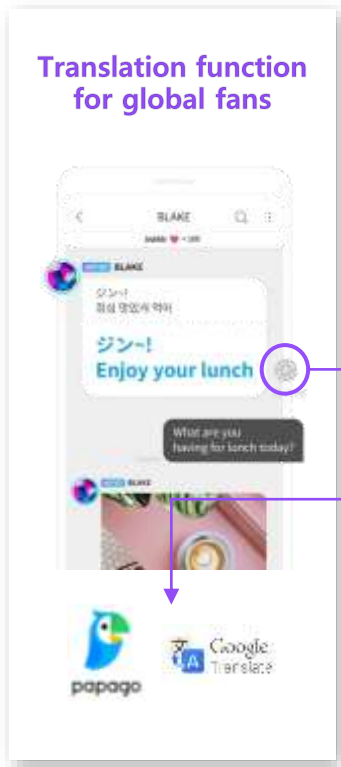 Translation function
for global fans
BLAKE
BLAKE
ジン~!
점심 맛있게 먹어
ジン~!
Enjoy your lunch
What are you
having for lunch today?
BLAKE
papago
Google
Translate